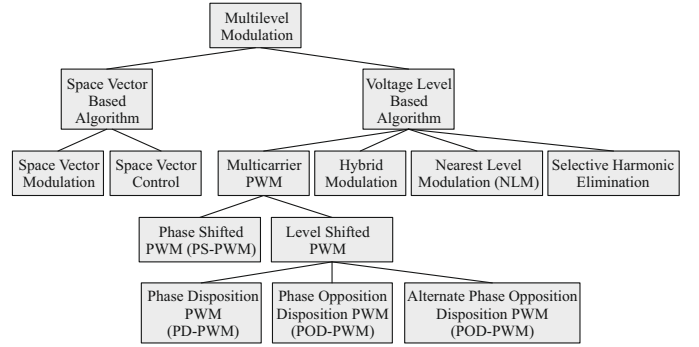 Multilevel
Modulation
Space Vector
Based
Algorithm
Voltage Level
Based
Algorithm
Space Vector
Modulation
Space Vector
Control
Multicarrier
PWM
Hybrid
Modulation
Nearest Level
Modulation (NLM)
Selective Harmonic
Elimination
Phase Shifted
PWM (PS-PWM)
Level Shifted
PWM
Phase Disposition
PWM
(PD-PWM)
Phase Opposition
Disposition PWM
(POD-PWM)
Alternate Phase Opposition
Disposition PWM
(POD-PWM)